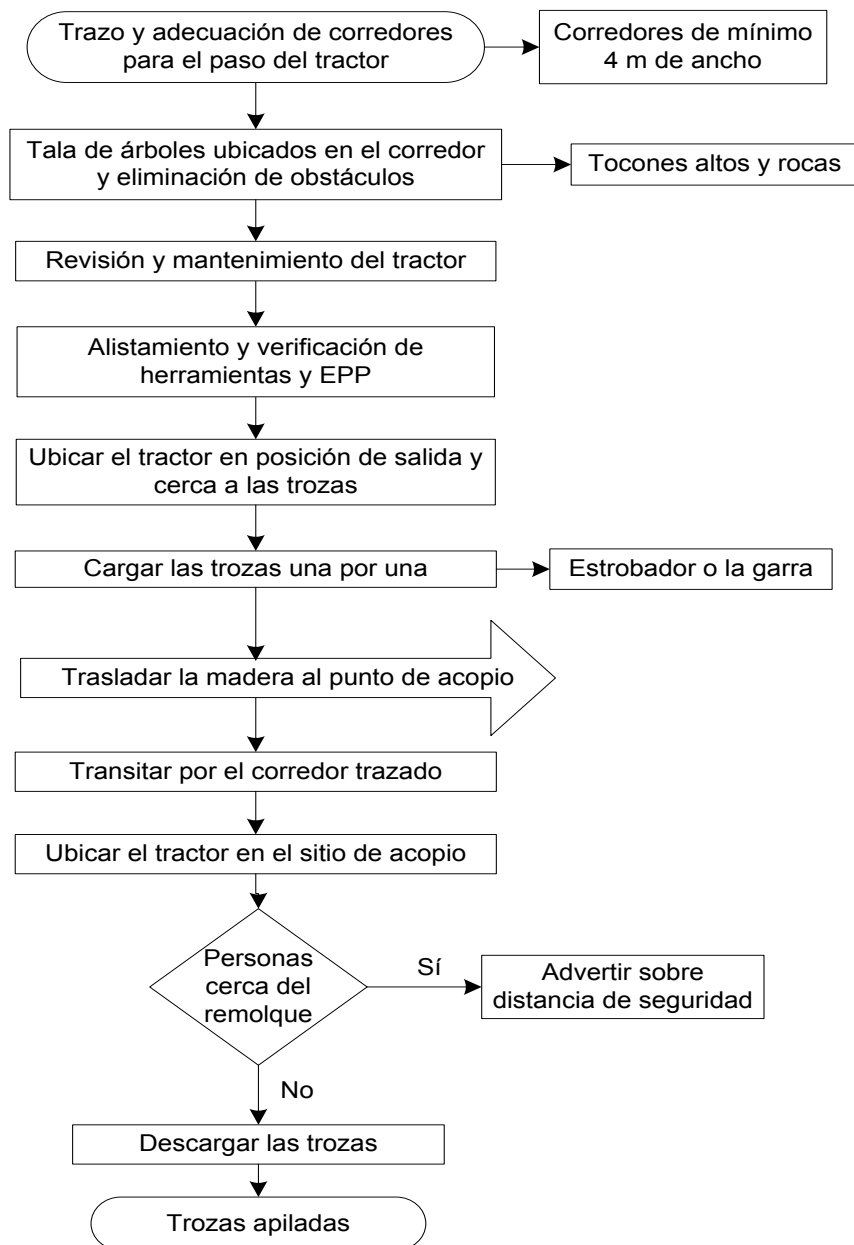 Trazo y adecuación de corredores
para el paso del tractor
Corredores de mínimo
4 m de ancho
Tala de árboles ubicados en el corredor
y eliminación de obstáculos
Tocones altos y rocas
Revisión y mantenimiento del tractor
Alistamiento y verificación de
herramientas y EPP
Ubicar el tractor en posición de salida y
cerca a las trozas
Cargar las trozas una por una
Estrobador o la garra
Trasladar la madera al punto de acopio
Transitar por el corredor trazado
Ubicar el tractor en el sitio de acopio
Personas
cerca del
remolque
Sí
Advertir sobre
distancia de seguridad
No
Descargar las trozas
Trozas apiladas